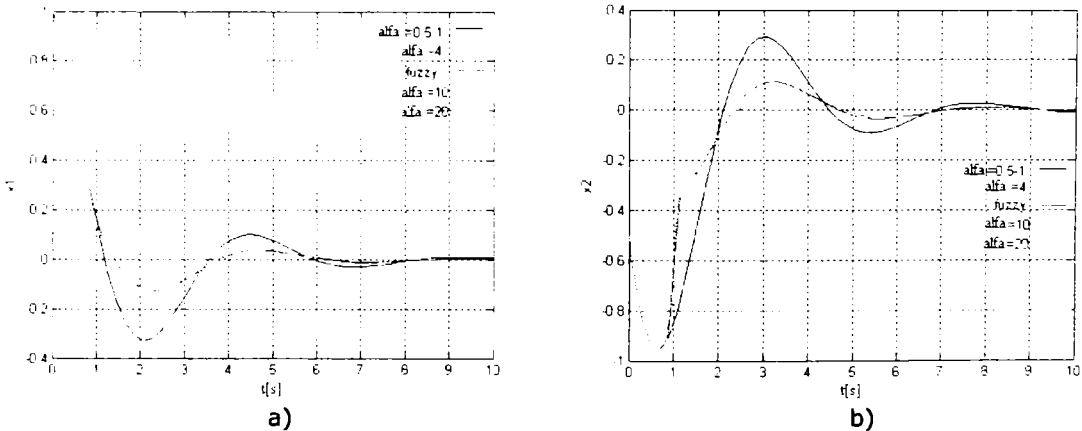 1
0.8
0.6
0.4
0.2
0
-0.2
-0.4
0 1 2 3 4 5 6 7 8 9 10
x1
t[s]
alfa =0.5-1
alfa =4
fuzzy
alfa =10
alfa =20
a)
0.4
0.2
0
-0.2
-0.4
-0.6
-0.8
-1
0 1 2 3 4 5 6 7 8 9 10
x2
t[s]
alfa=0.5-1
alfa =4
fuzzy
alfa =10
alfa =20
b)